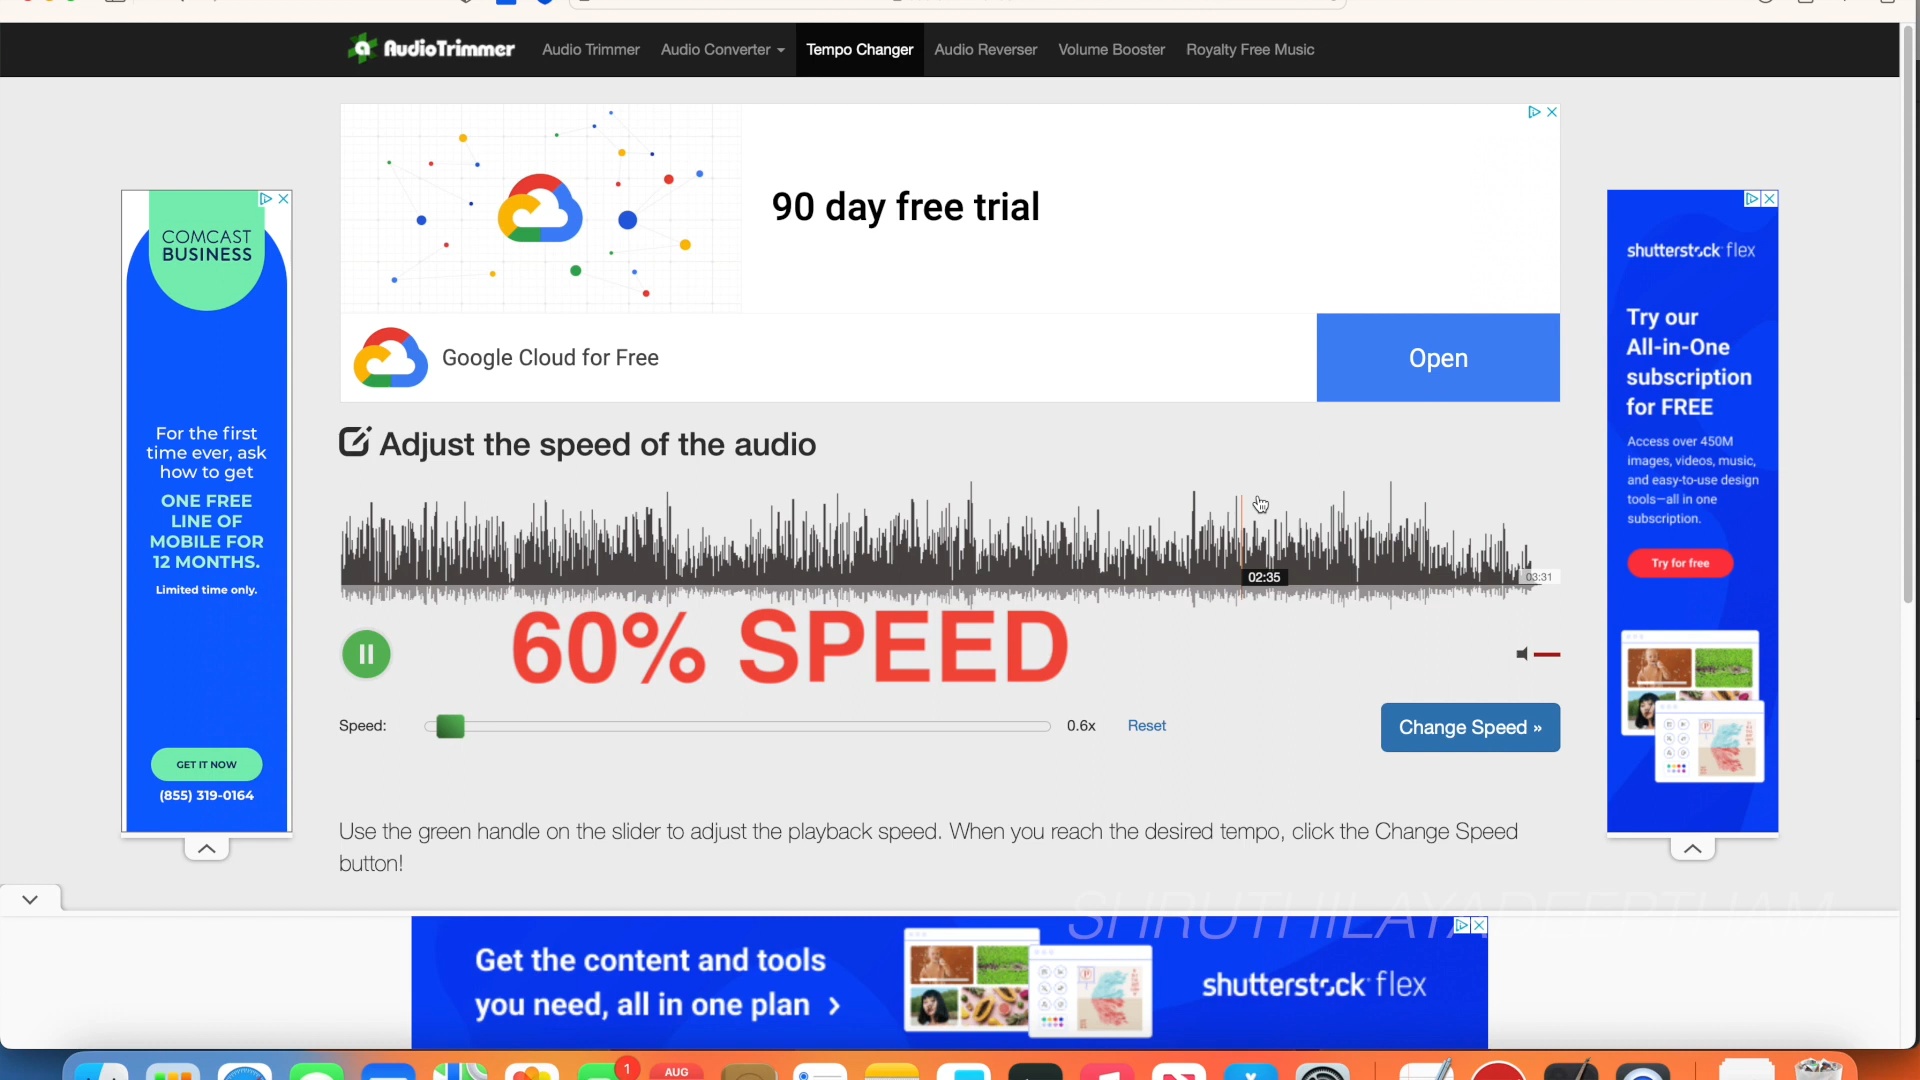 AudioTrimmer
Audio Trimmer
Audio Converter
Tempo Changer
Audio Reverser
Volume Booster
Royalty Free Music
90 day free trial
Google Cloud for Free
Open
COMCAST
BUSINESS
For the first
time ever, ask
how to get
ONE FREE
LINE OF
MOBILE FOR
12 MONTHS.
Limited time only.
GET IT NOW
(855) 319-0164
Adjust the speed of the audio
02:35
03:31
60% SPEED
Speed:
0.6x
Reset
Change Speed »
Use the green handle on the slider to adjust the playback speed. When you reach the desired tempo, click the Change Speed
button!
shutterstock flex
Try our
All-in-One
subscription
for FREE
Access over 450M
images, videos, music,
and easy-to-use design
tools—all in one
subscription.
Try for free
SHRUTHILAYADEEPTHAM
Get the content and tools
you need, all in one plan
shutterstock flex
1
AUG